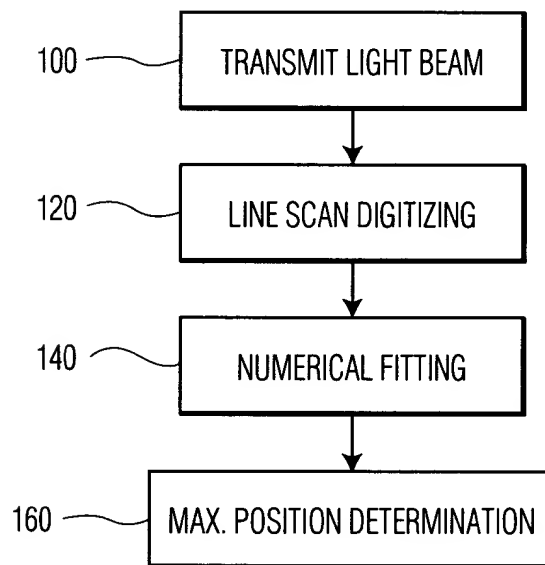 100 TRANSMIT LIGHT BEAM
120 LINE SCAN DIGITIZING
140 NUMERICAL FITTING
160 MAX. POSITION DETERMINATION